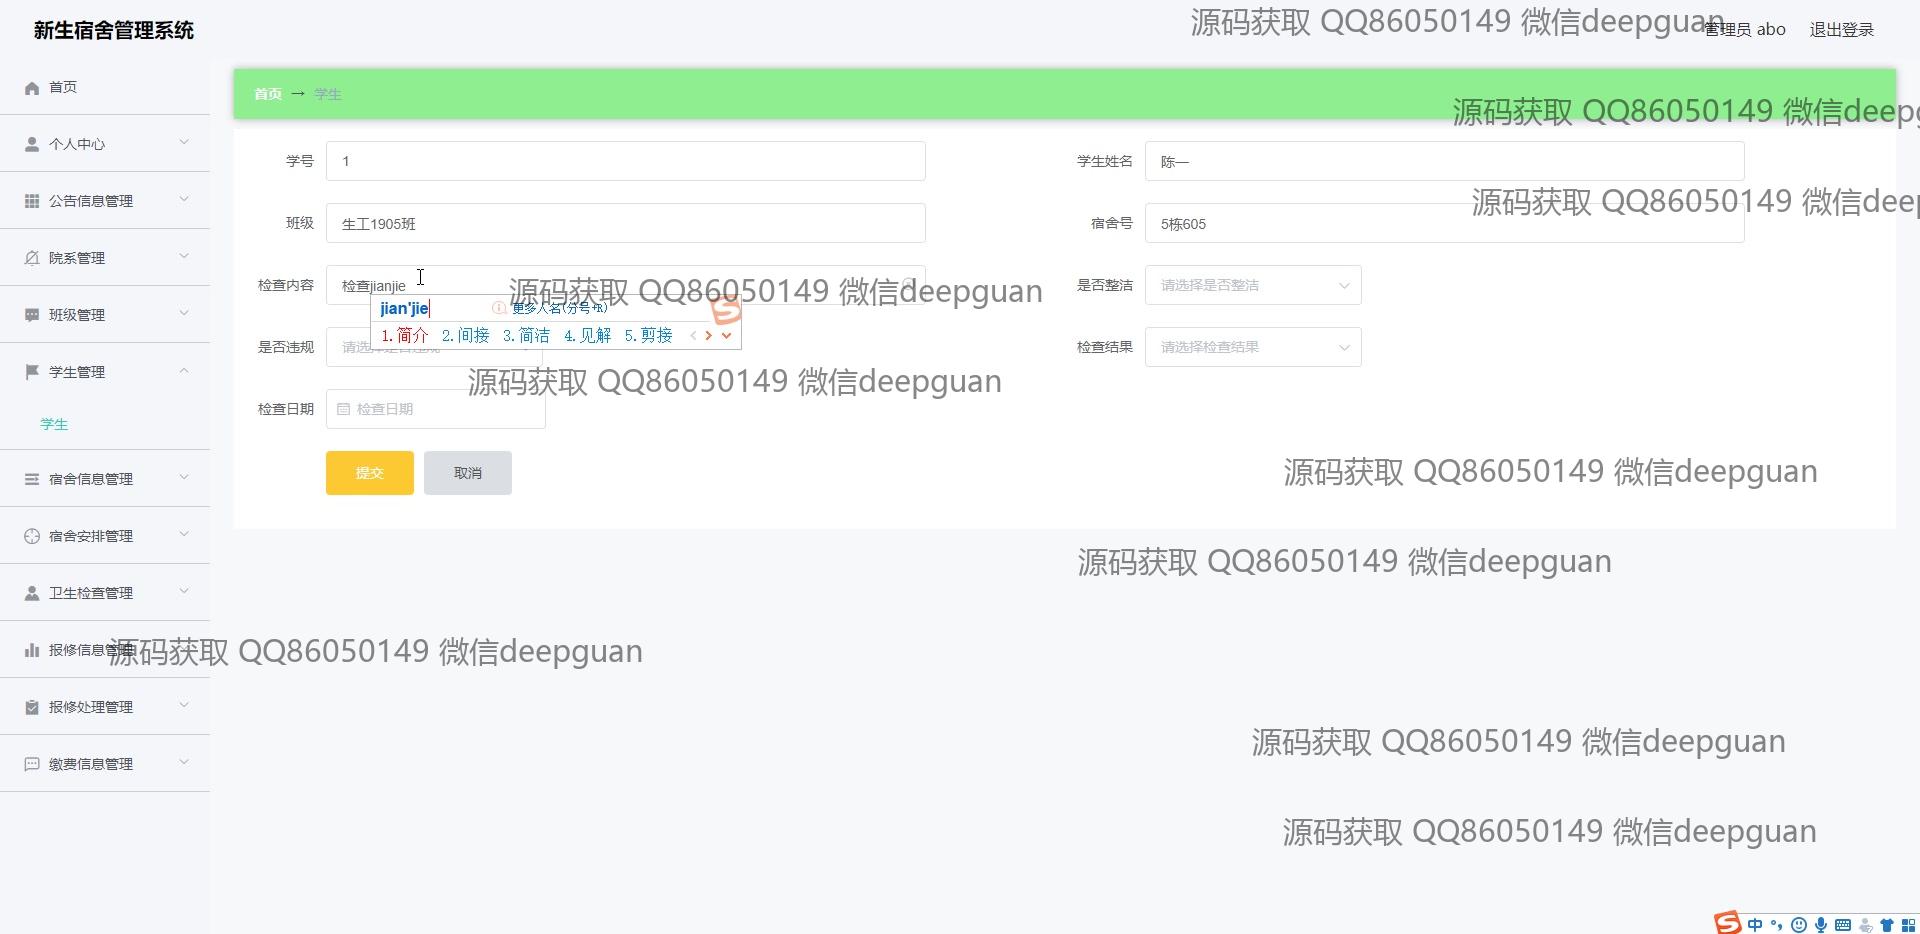 新生宿舍管理系统
源码获取 QQ86050149 微信deepguan
管理员 abo 退出登录
首页
首页 → 学生
源码获取 QQ86050149 微信deepg
个人中心
学号 1 学生姓名 陈一
公告信息管理
源码获取 QQ86050149 微信deep
班级 生工1905班 宿舍号 5栋605
院系管理
检查内容 检查jianjie 是否整洁 请选择是否整洁
源码获取 QQ86050149 微信deepguan
jian'jie 更多人名(分号+R)
班级管理
1.简介 2.间接 3.简洁 4.见解 5.剪接
是否违规 请选择是否违规 检查结果 请选择检查结果
学生管理
源码获取 QQ86050149 微信deepguan
检查日期 检查日期
学生
提交 取消
源码获取 QQ86050149 微信deepguan
宿舍信息管理
宿舍安排管理
源码获取 QQ86050149 微信deepguan
卫生检查管理
报修信息管理
源码获取 QQ86050149 微信deepguan
报修处理管理
源码获取 QQ86050149 微信deepguan
缴费信息管理
源码获取 QQ86050149 微信deepguan
中